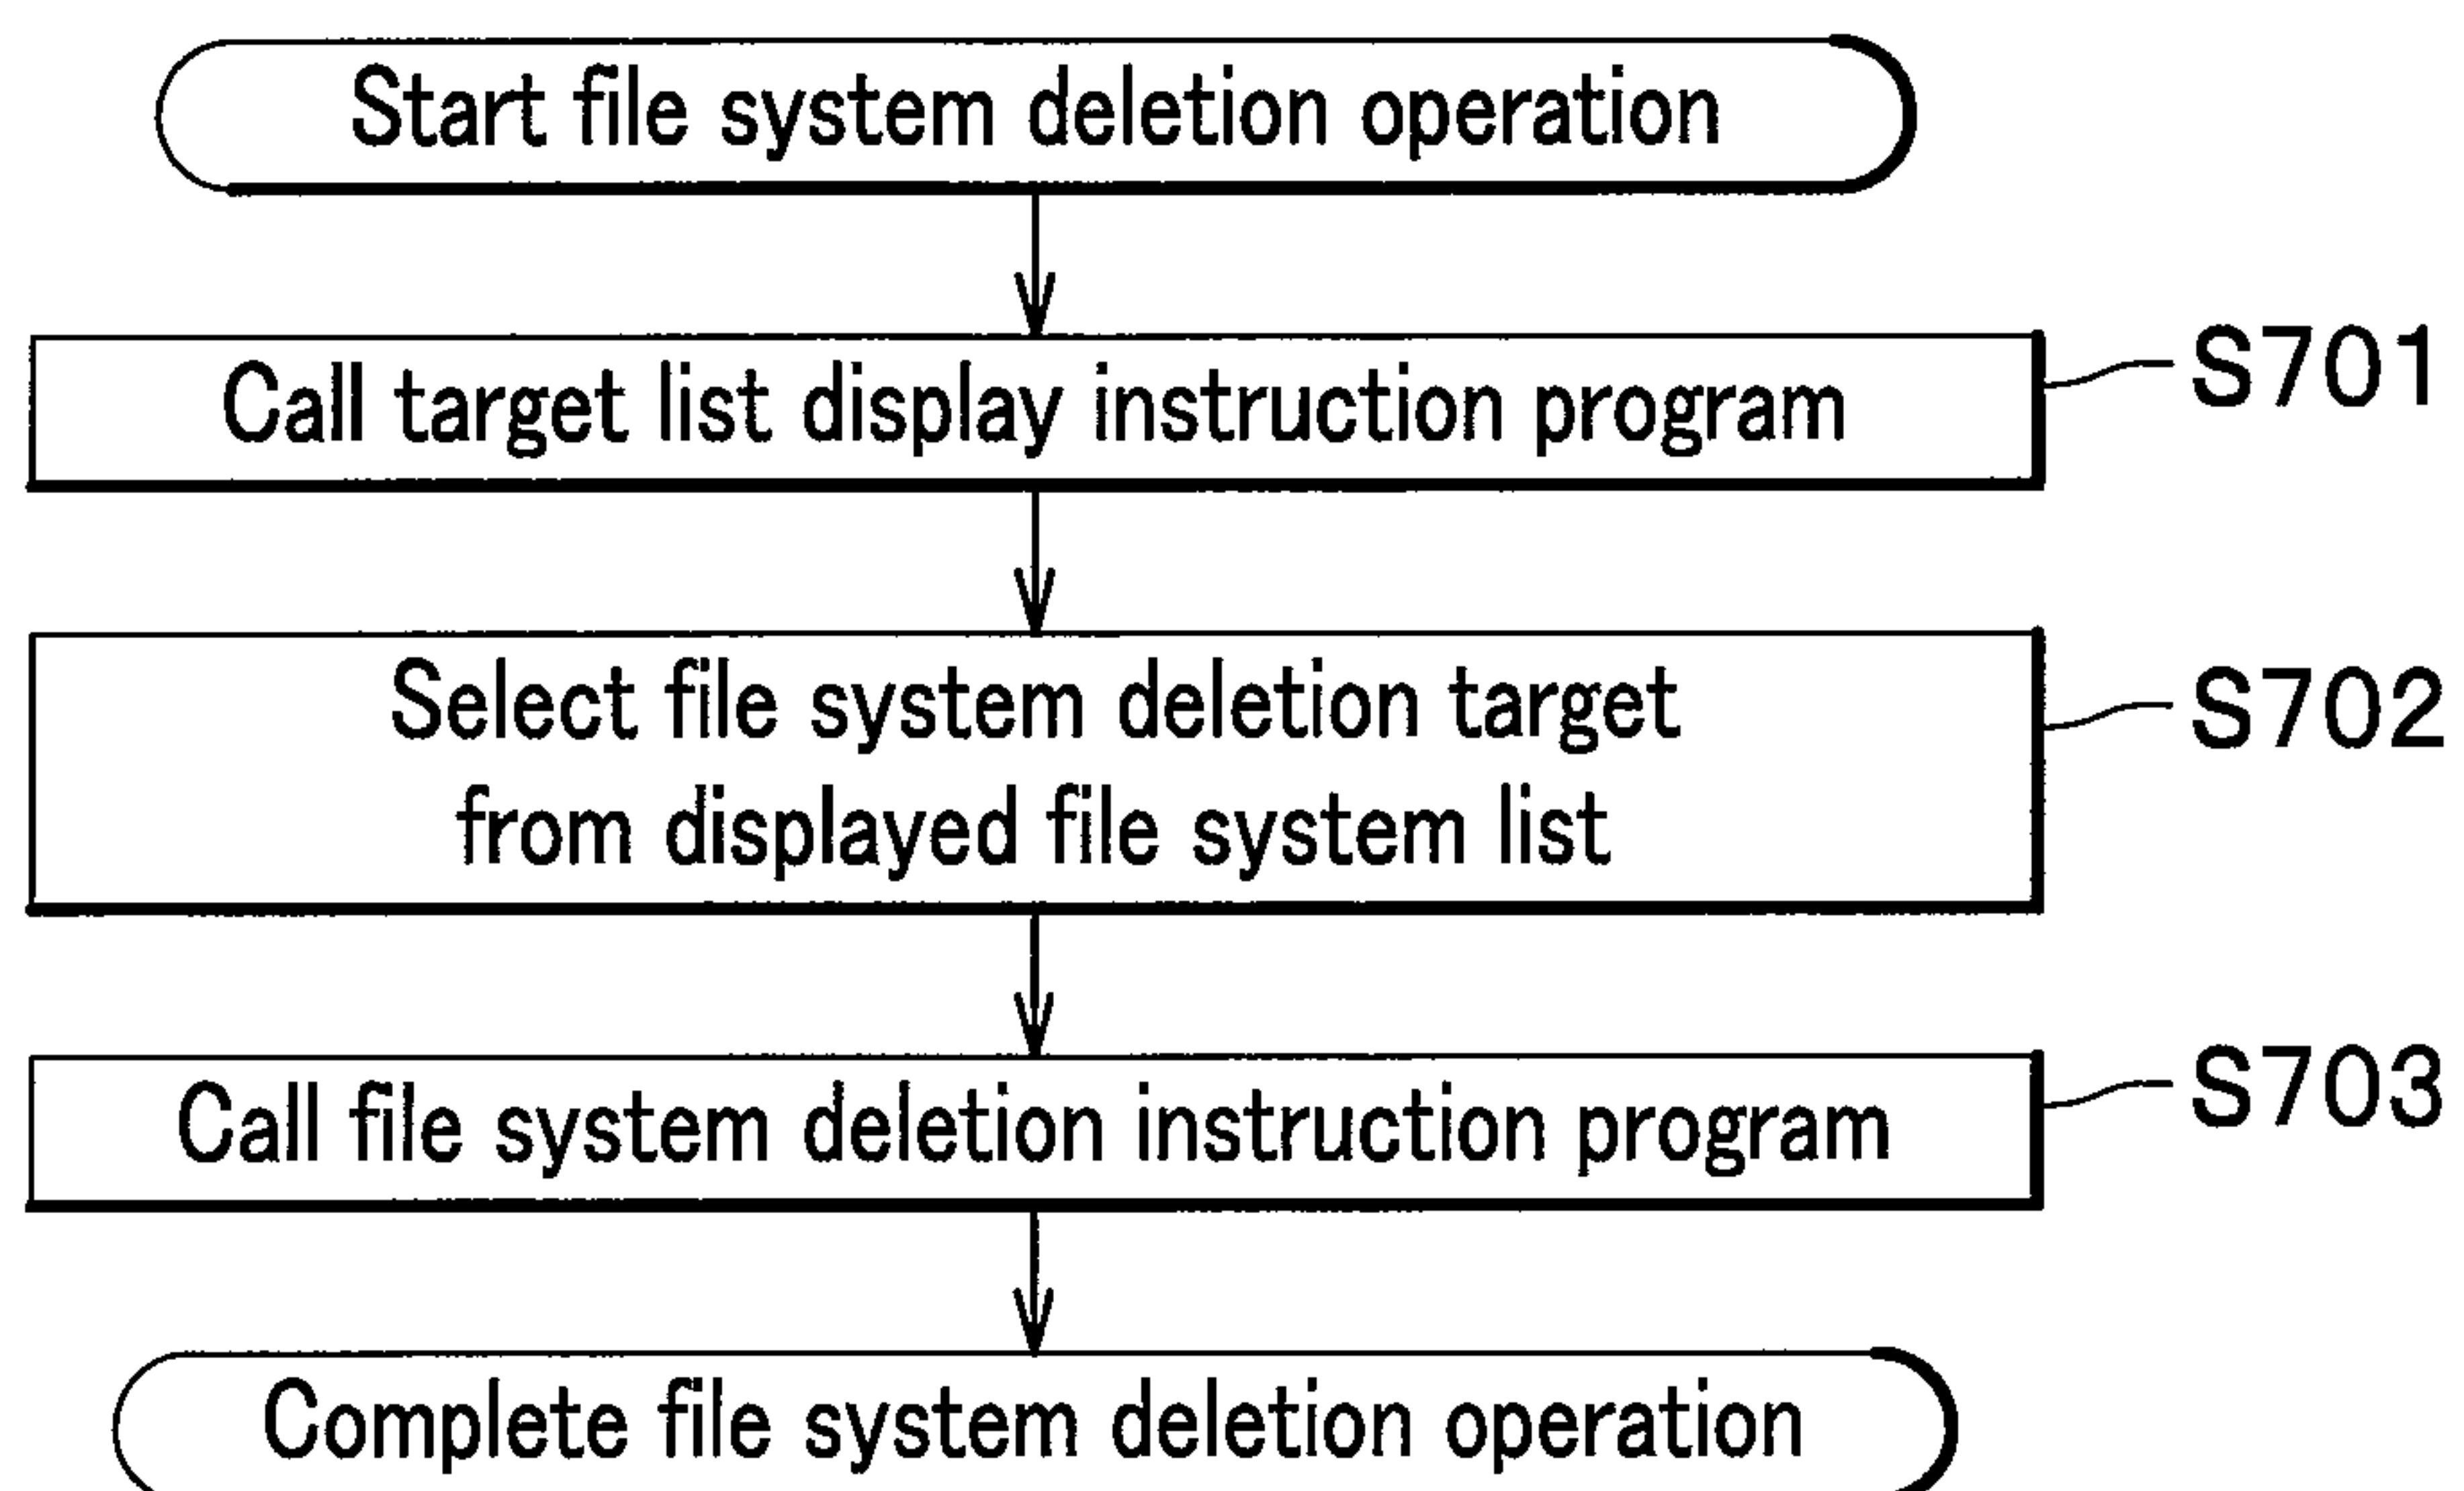 Start file system deletion operation
Call target list display instruction program
S701
Select file system deletion target
from displayed file system list
S702
Call file system deletion instruction program
S703
Complete file system deletion operation